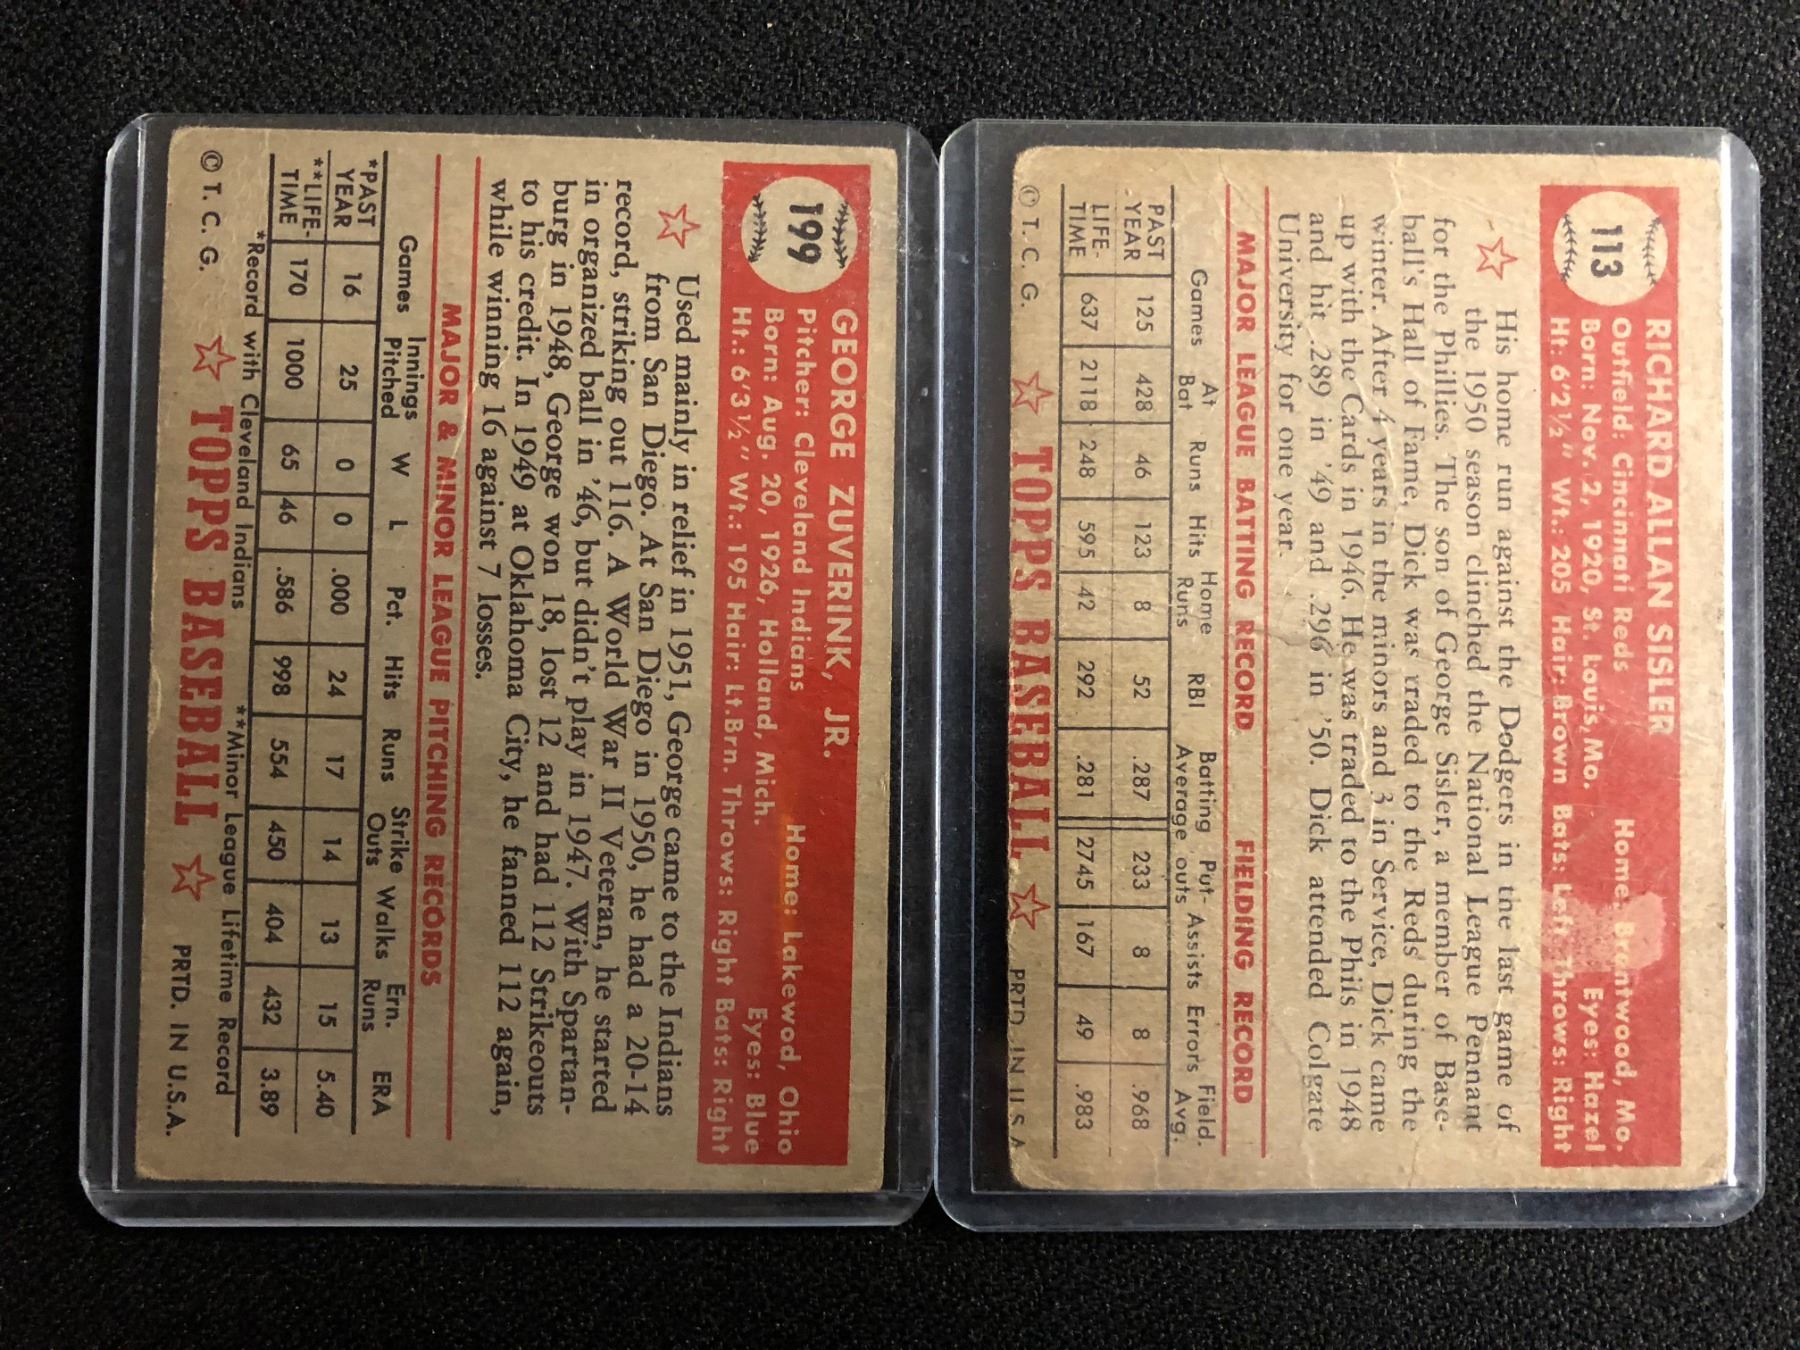 113
RICHARD ALLAN SISLER
Outfield: Cincinnati Reds Home: Brentwood, Mo.
Born: Nov. 2, 1920, St. Louis, Mo. Eyes: Hazel
Ht: 6'2½" Wt.: 205 Hair: Brown Bats: Left Throws: Right
His home run against the Dodgers in the last game of
the 1950 season clinched the National League Pennant
for the Phillies. The son of George Sisler, a member of Base-
ball's Hall of Fame, Dick was traded to the Reds during the
winter. After 4 years in the minors and 3 in Service, Dick came
up with the Cards in 1946. He was traded to the Phils in 1948
and hit .289 in '49 and .296 in '50. Dick attended Colgate
University for one year.
MAJOR LEAGUE BATTING RECORD FIELDING RECORD
Games At Bat Runs Hits Home Runs RBI Batting Average Put-outs Assists Errors Field. Avg.
PAST YEAR 125 428 46 123 8 52 .287 233 8 8 .968
LIFE-TIME 637 2118 248 595 42 292 .281 2745 167 49 .983
© T. C. G. TOPPS BASEBALL PRTD. IN U.S.A.
199
GEORGE ZUVERINK, JR.
Pitcher: Cleveland Indians Home: Lakewod, Ohio
Born: Aug. 20, 1926, Holland, Mich. Eyes: Blue
Ht.: 6'3½" Wt.: 195 Hair: Lt.Brn. Throws: Right Bats: Right
Used mainly in relief in 1951, George came to the Indians
from San Diego. At San Diego in 1950, he had a 20-14
record, striking out 116. A World War II Veteran, he started
in organized ball in '46, but didn't play in 1947. With Spartan-
burg in 1948, George won 18, lost 12 and had 112 Strikeouts
to his credit. In 1949 at Oklahoma City, he fanned 112 again,
while winning 16 against 7 losses.
MAJOR & MINOR LEAGUE PITCHING RECORDS
Games Innings Pitched W L Pct. Hits Runs Strike Outs Walks Ern. Runs ERA
*PAST YEAR 16 25 0 0 .000 24 17 14 13 15 5.40
**LIFE-TIME 170 1000 65 46 .586 998 554 450 404 432 3.89
*Record with Cleveland Indians **Minor League Lifetime Record
© T. C. G. TOPPS BASEBALL PRTD. IN U.S.A.